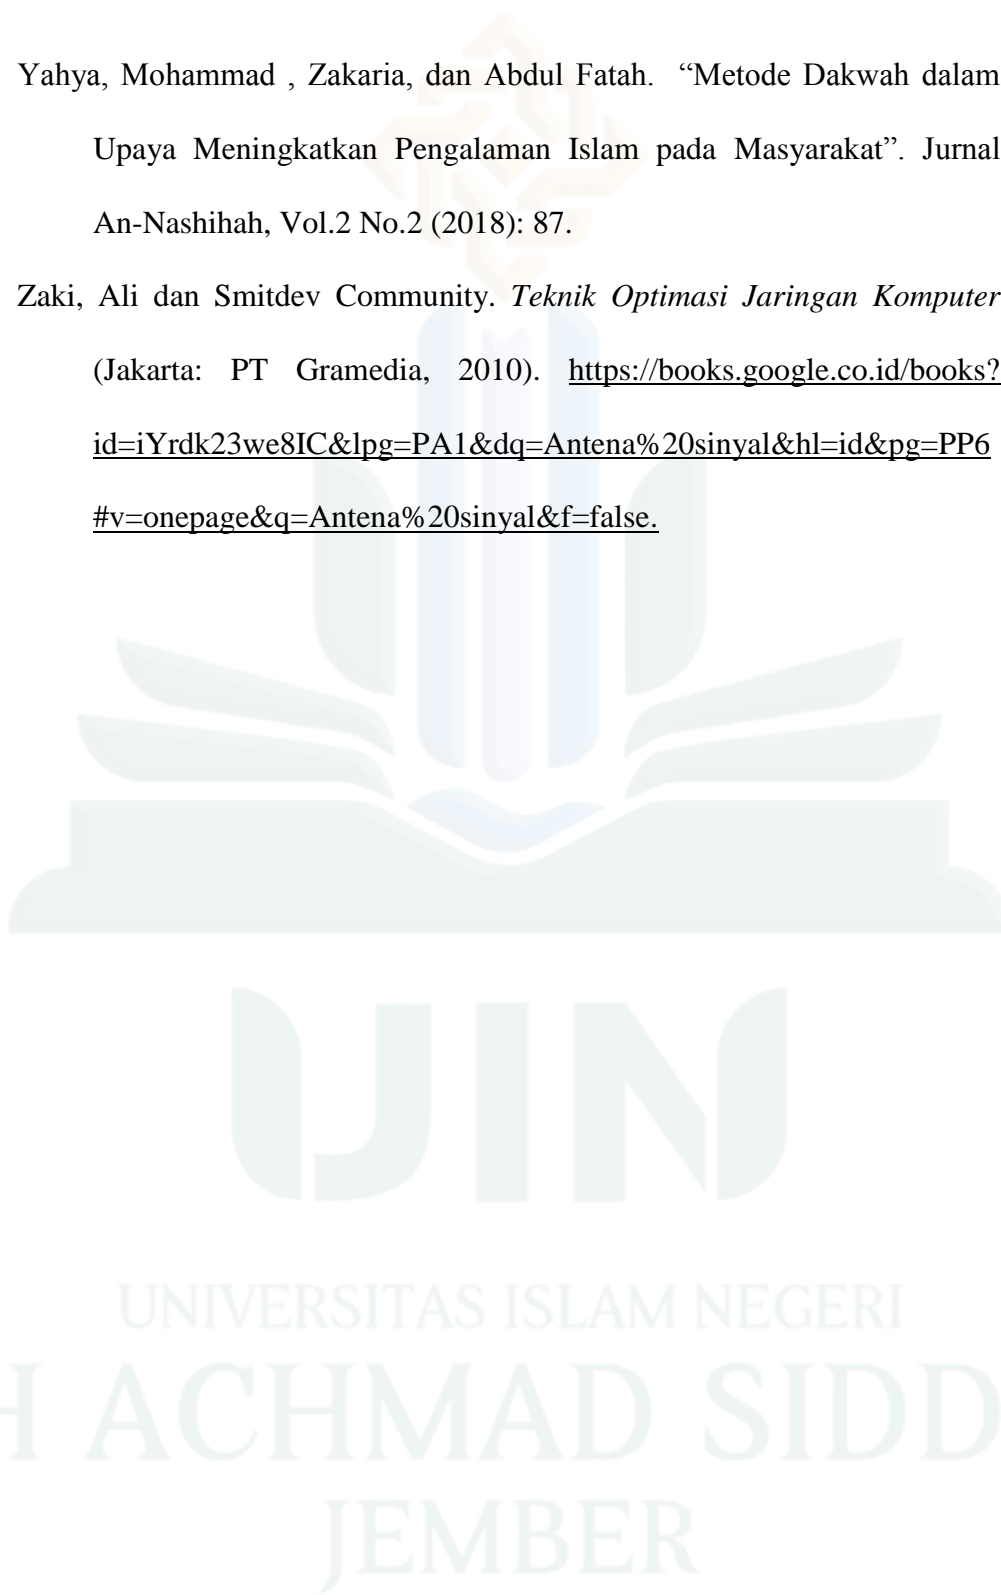 Yahya, Mohammad , Zakaria, dan Abdul Fatah. “Metode Dakwah dalam
Upaya Meningkatkan Pengalaman Islam pada Masyarakat”. Jurnal
An-Nashihah, Vol.2 No.2 (2018): 87.
Zaki, Ali dan Smitdev Community. Teknik Optimasi Jaringan Komputer
(Jakarta: PT Gramedia, 2010). https://books.google.co.id/books?
id=iYrdk23we8IC&lpg=PA1&dq=Antena%20sinyal&hl=id&pg=PP6
#v=onepage&q=Antena%20sinyal&f=false.
UIN
UNIVERSITAS ISLAM NEGERI
H ACHMAD SIDD
JEMBER